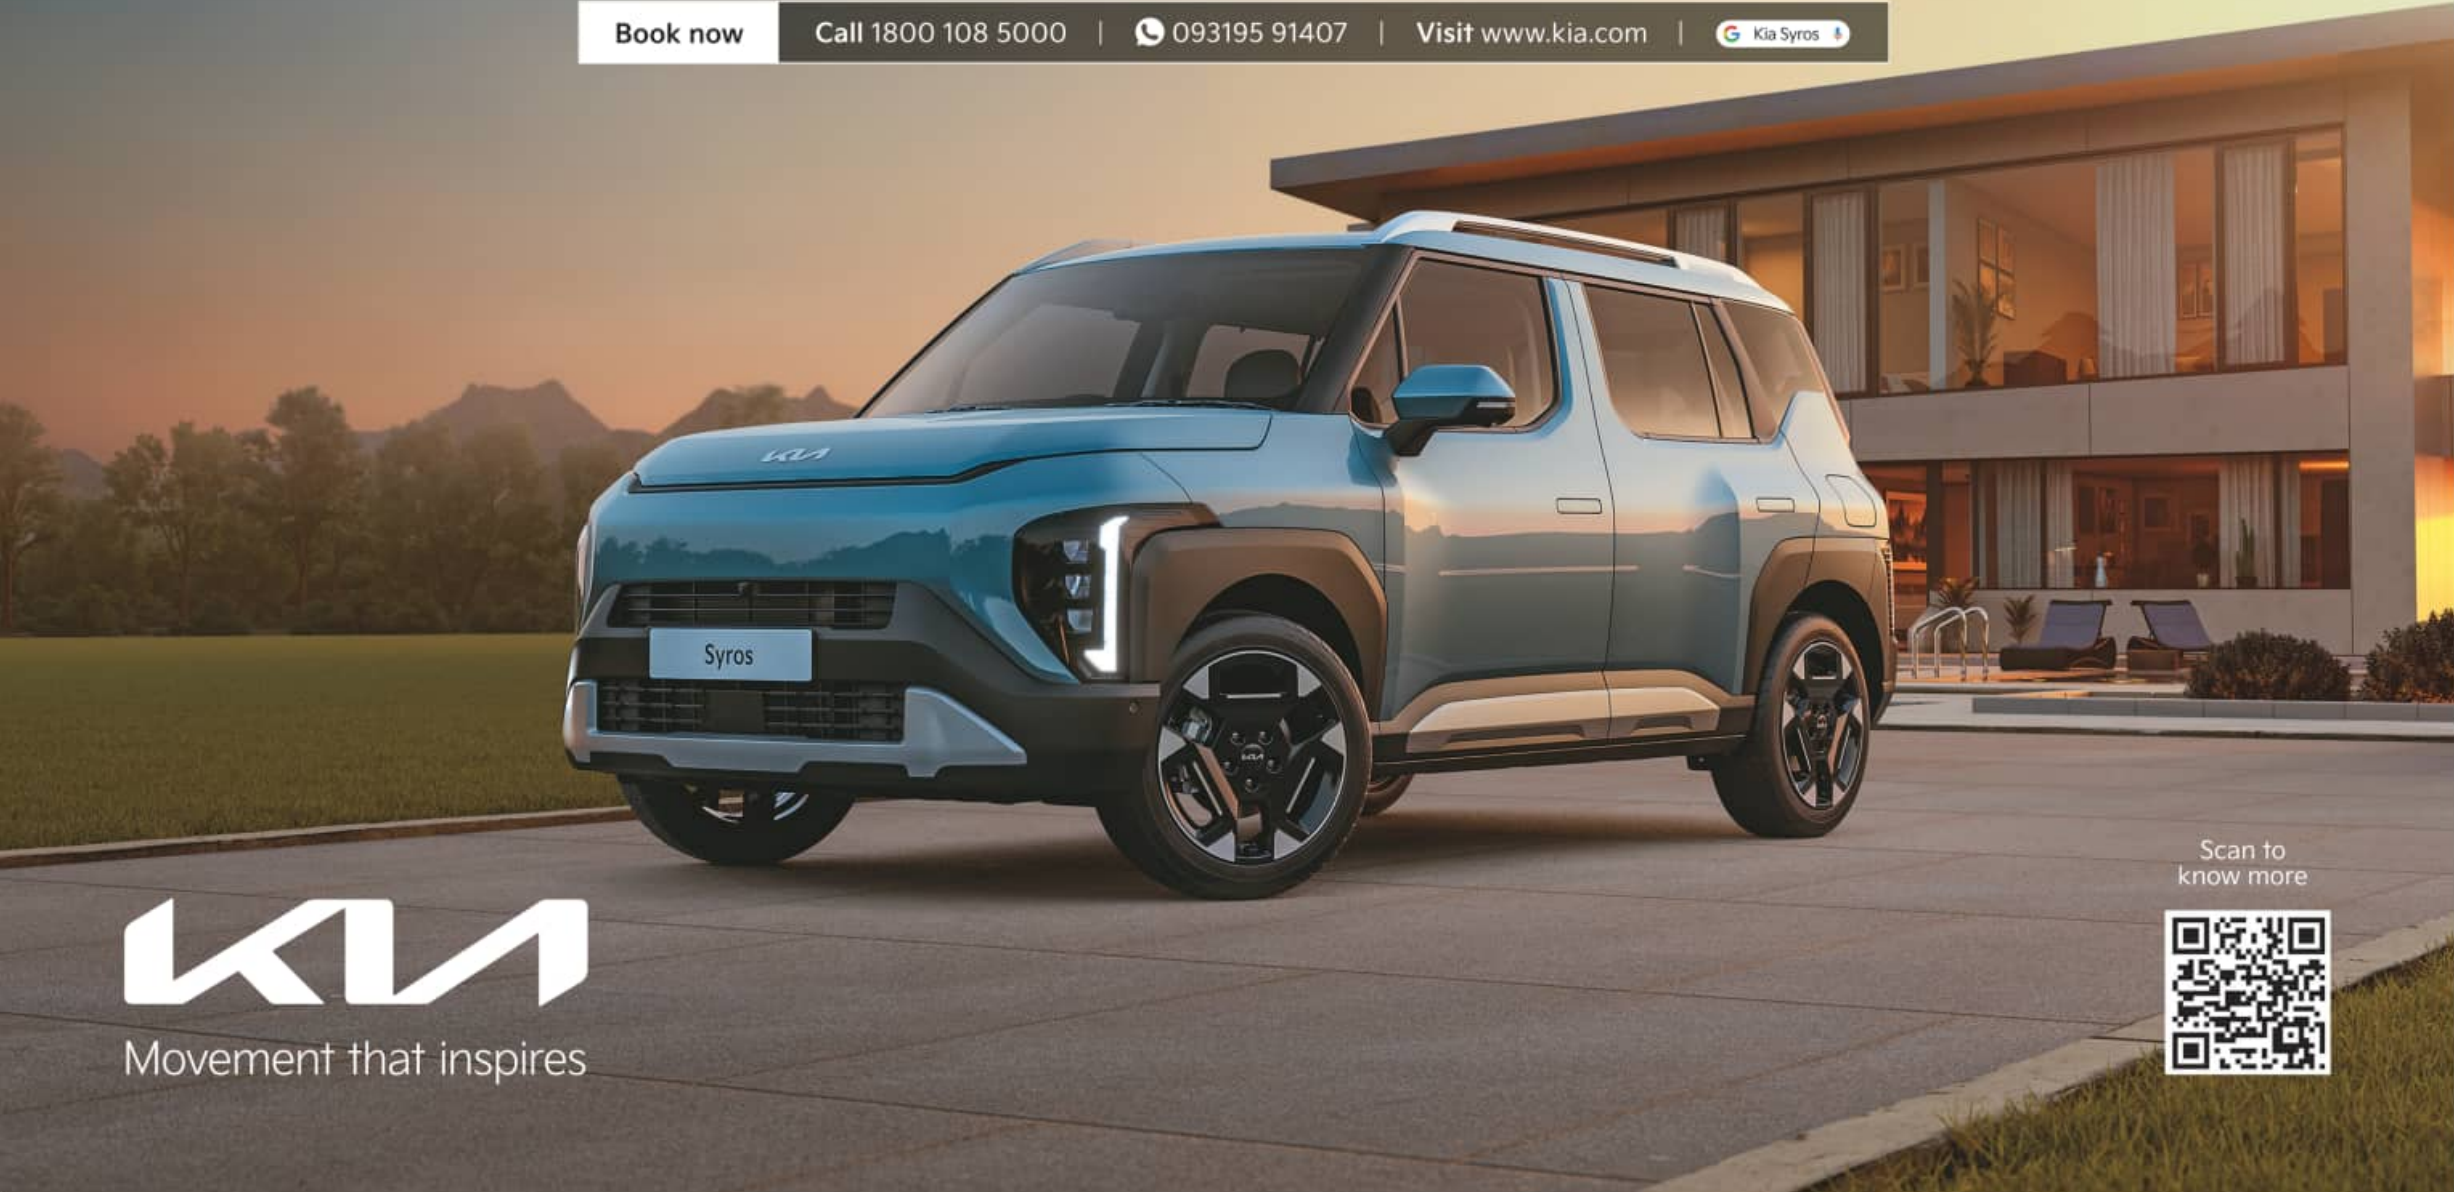 Book now Call 1800 108 5000 | 093195 91407 | Visit www.kia.com | Kia Syros
KIA
Syros
KIA
KIA
Movement that inspires
Scan to
know more